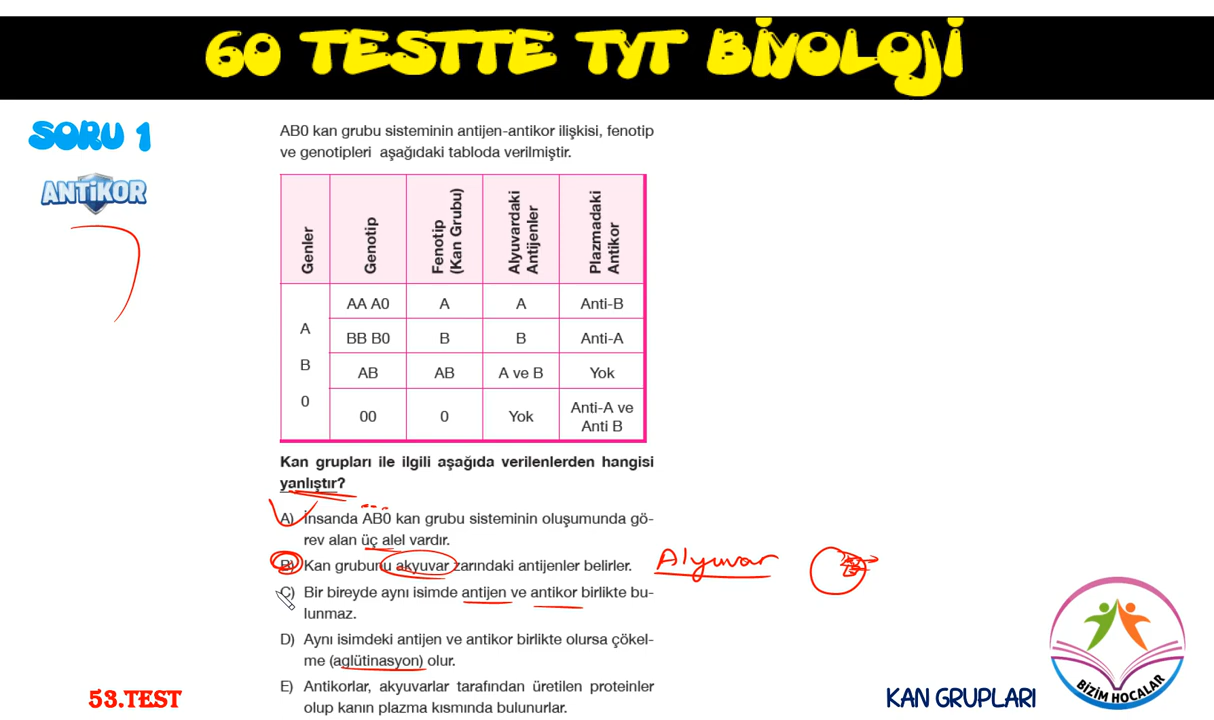 60 TESTTE TYT BİYOLOJİ
SORU 1
ANTİKOR
AB0 kan grubu sisteminin antijen-antikor ilişkisi, fenotip
ve genotipleri aşağıdaki tabloda verilmiştir.
Genler Genotip Fenotip (Kan Grubu) Alyuvardaki Antijenler Plazmadaki Antikor
A B 0
AA A0 A A Anti-B
BB B0 B B Anti-A
AB AB A ve B Yok
00 0 Yok Anti-A ve Anti B
Kan grupları ile ilgili aşağıda verilenlerden hangisi
yanlıştır?
A) İnsanda AB0 kan grubu sisteminin oluşumunda gö-
rev alan üç alel vardır.
B) Kan grubunu akyuvar zarındaki antijenler belirler. Alyuvar
C) Bir bireyde aynı isimde antijen ve antikor birlikte bu-
lunmaz.
D) Aynı isimdeki antijen ve antikor birlikte olursa çökel-
me (aglütinasyon) olur.
E) Antikorlar, akyuvarlar tarafından üretilen proteinler
olup kanın plazma kısmında bulunurlar.
53.TEST
KAN GRUPLARI
BİZİM HOCALAR